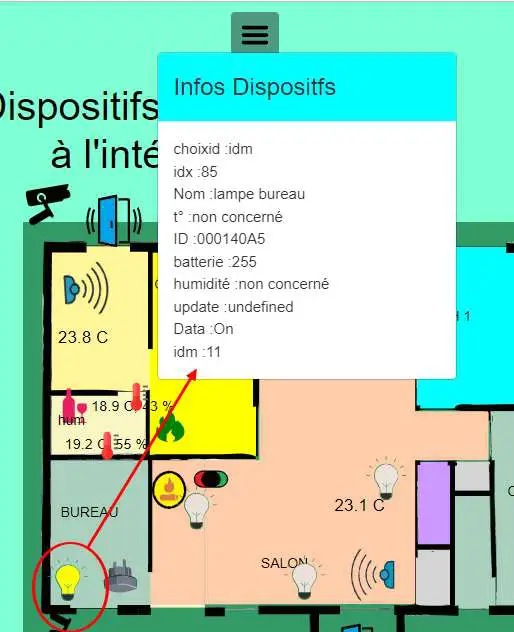 Dispositifs
à l'inté
Infos Dispositfs
choixid :idm
idx :85
Nom :lampe bureau
t° :non concerné
ID :000140A5
batterie :255
humidité :non concerné
update :undefined
Data :On
idm :11
23.8 C
1
hum
18.9 C 43 %
19.2 C 55 %
BUREAU
23.1 C
SALON